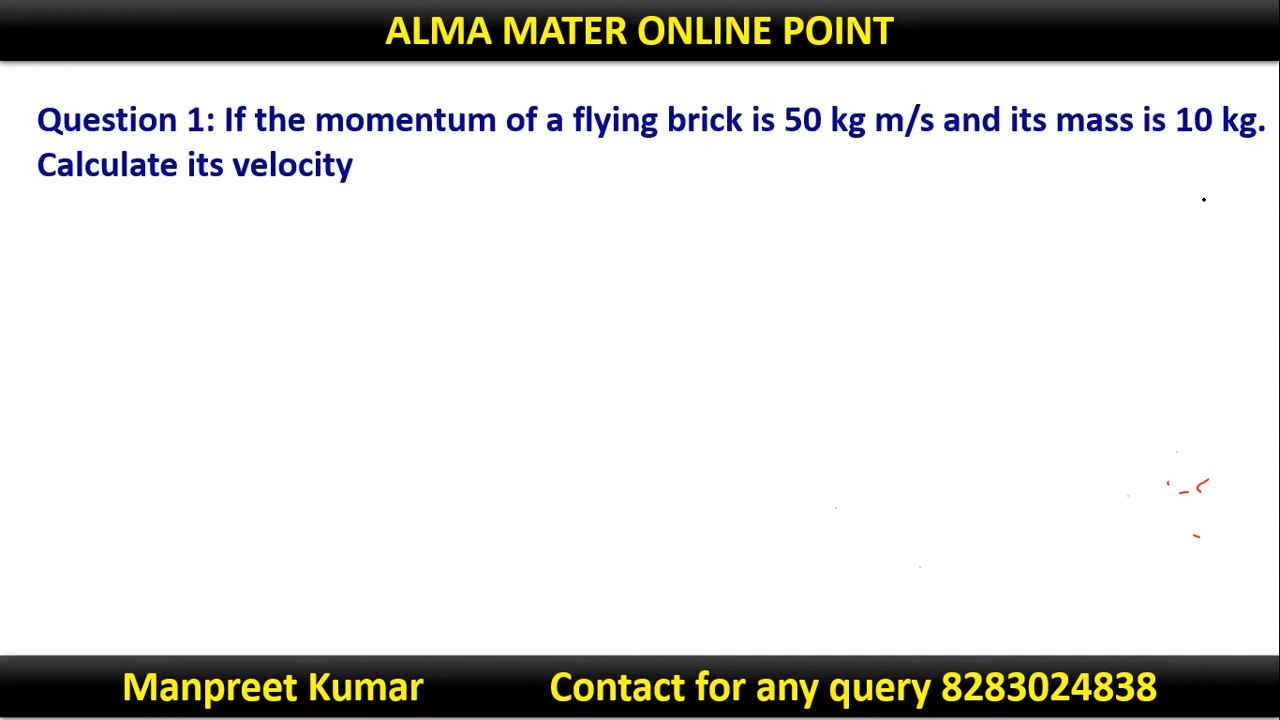 ALMA MATER ONLINE POINT
Question 1: If the momentum of a flying brick is 50 kg m/s and its mass is 10 kg.
Calculate its velocity
Manpreet Kumar Contact for any query 8283024838